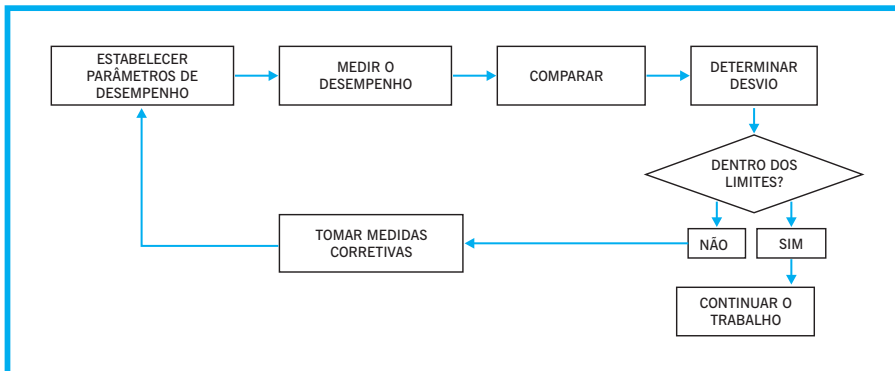 ESTABELECER
PARÂMETROS DE
DESEMPENHO
MEDIR O
DESEMPENHO
COMPARAR
DETERMINAR
DESVIO
DENTRO DOS
LIMITES?
NÃO
SIM
TOMAR MEDIDAS
CORRETIVAS
CONTINUAR O
TRABALHO